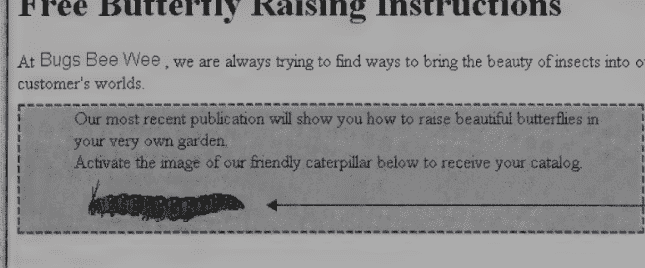 Free Butterfly Raising Instructions
At Bugs Bee Wee , we are always trying to find ways to bring the beauty of insects into
customer's worlds.
Our most recent publication will show you how to raise beautiful butterflies in
your very own garden.
Activate the image of our friendly caterpillar below to receive your catalog.